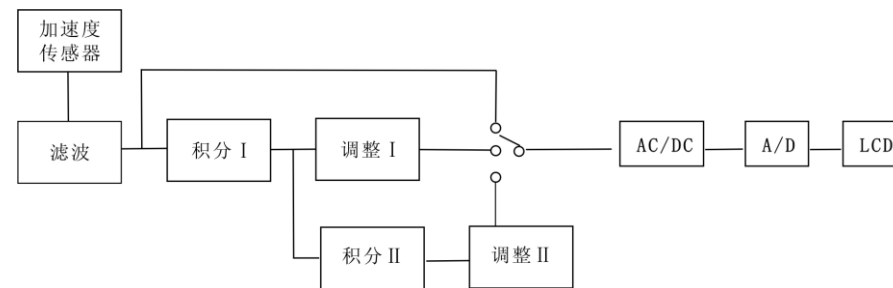 加速度
传感器
滤波
积分 I
调整 I
AC/DC
A/D
LCD
积分 II
调整 II